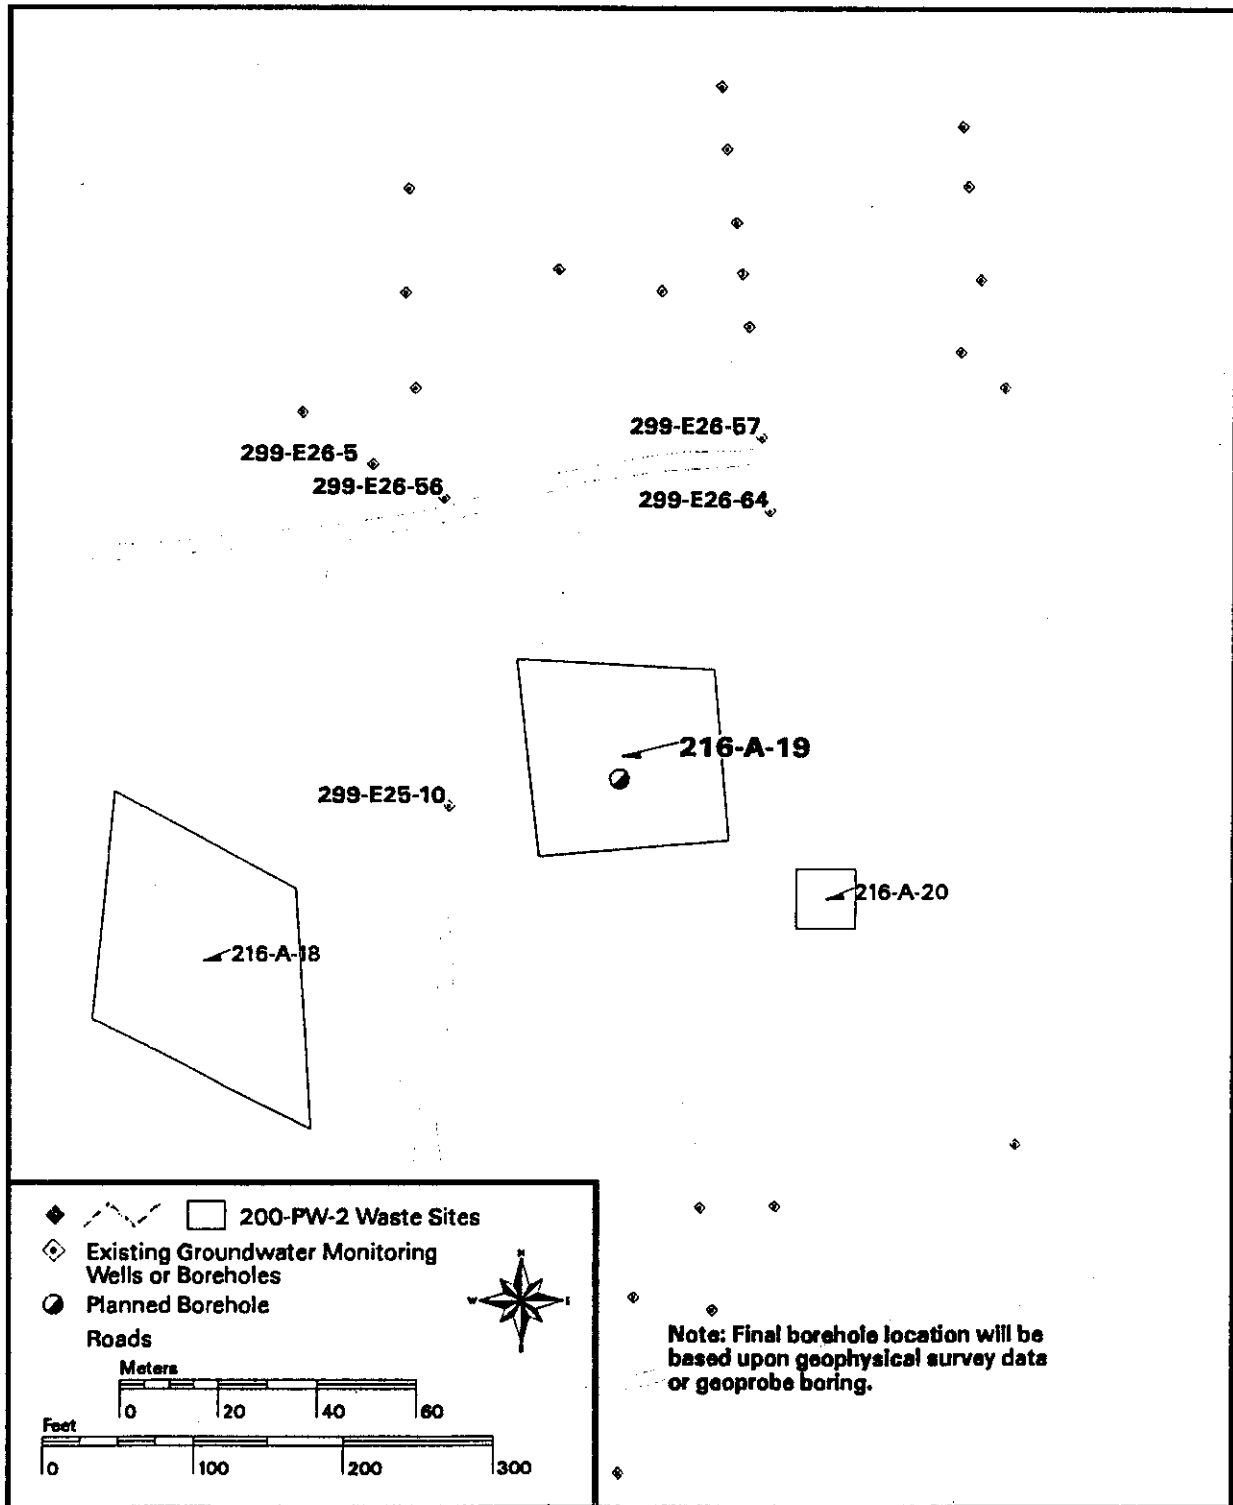 299-E26-57
299-E26-5
299-E26-56
299-E26-64
216-A-19
299-E25-10
216-A-20
216-A-18
200-PW-2 Waste Sites
Existing Groundwater Monitoring
Wells or Boreholes
Planned Borehole
Roads
N
W
E
S
Meters
0 20 40 60
Feet
0 100 200 300
Note: Final borehole location will be
based upon geophysical survey data
or geoprobe boring.